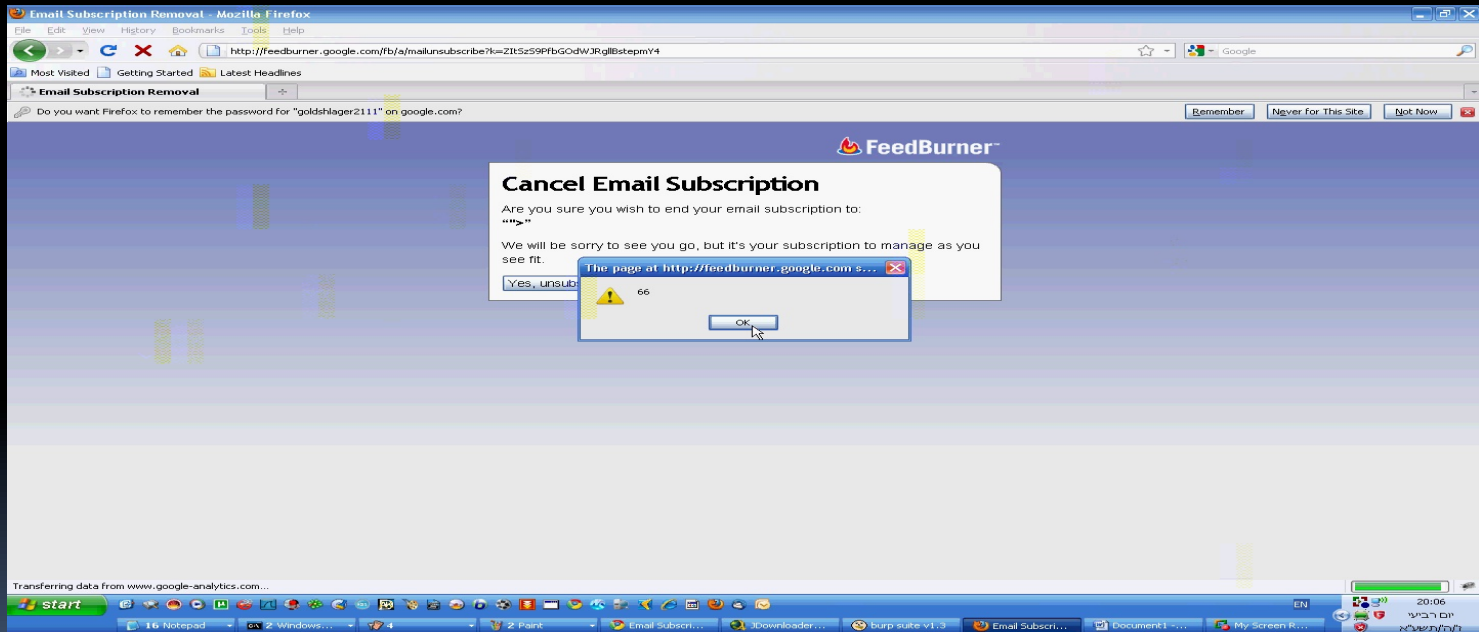 Email Subscription Removal - Mozilla Firefox
File Edit View History Bookmarks Tools Help
http://feedburner.google.com/fb/a/mailunsubscribe?k=ZItSzS9PfbGOdWJRgllBstepmY4
Google
Most Visited Getting Started Latest Headlines
Email Subscription Removal
Do you want Firefox to remember the password for "goldshlager2111" on google.com?
Remember Never for This Site Not Now
FeedBurner™
Cancel Email Subscription
Are you sure you wish to end your email subscription to:
“">”
We will be sorry to see you go, but it's your subscription to manage as you
see fit.
The page at http://feedburner.google.com s...
Yes, unsub
66
OK
Transferring data from www.google-analytics.com...
start
EN
20:06
16 Notepad 2 Windows... 4 2 Paint Email Subscri... JDownloader... burp suite v1.3 Email Subscri... Document1 -... My Screen R...
יום רביעי